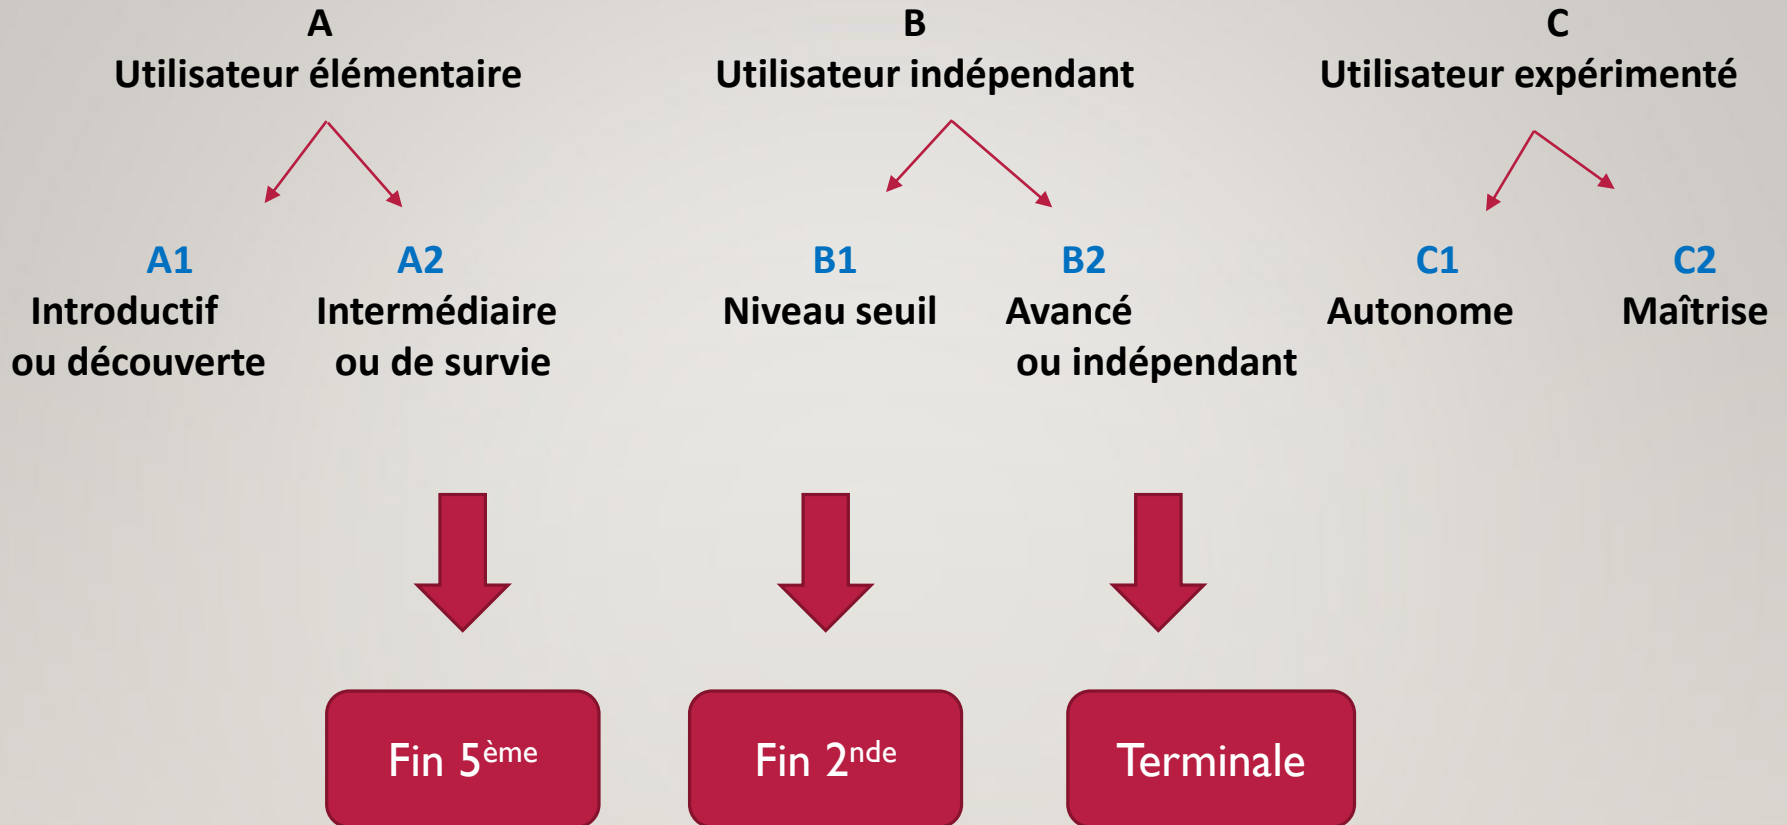 A
Utilisateur élémentaire
B
Utilisateur indépendant
C
Utilisateur expérimenté
A1
Introductif
ou découverte
A2
Intermédiaire
ou de survie
B1
Niveau seuil
B2
Avancé
ou indépendant
C1
Autonome
C2
Maîtrise
Fin 5ème
Fin 2nde
Terminale